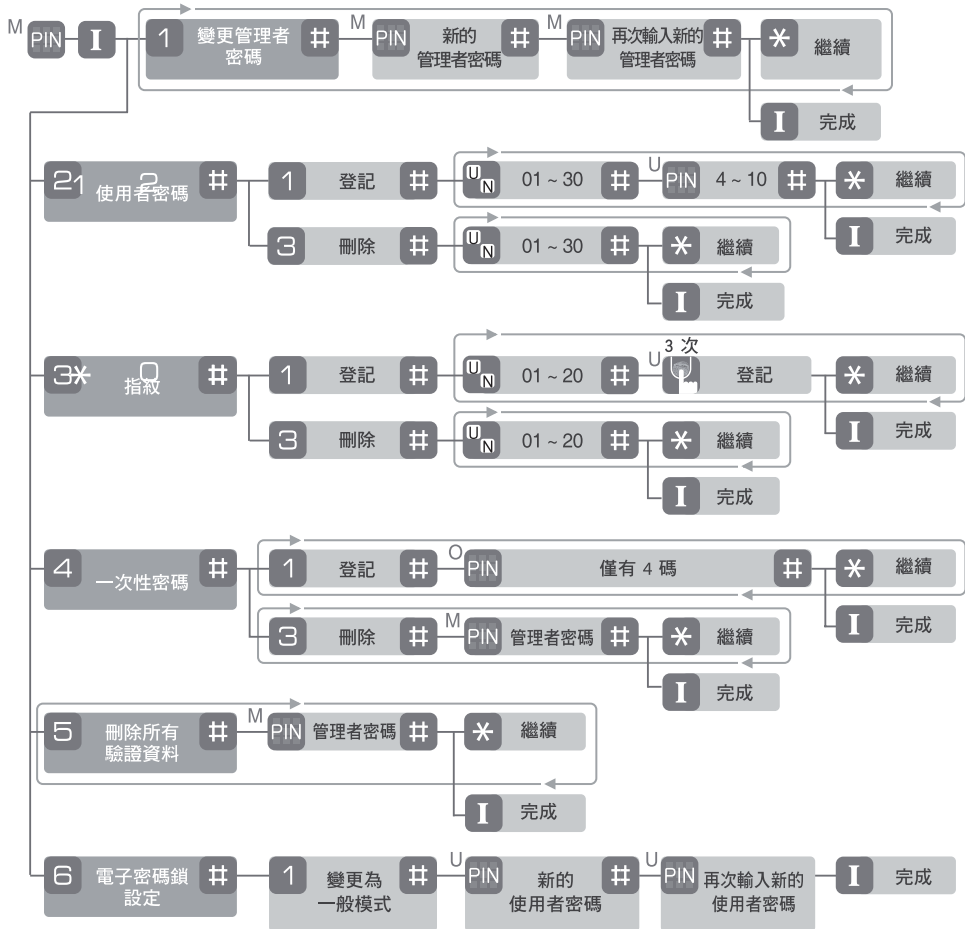 M PIN I 1 變更管理者 密碼 # M PIN 新的 管理者密碼 # M PIN 再次輸入新的 管理者密碼 # * 繼續
I 完成
21 2 使用者密碼 # 1 登記 # UN 01 ~ 30 # U PIN 4 ~ 10 # * 繼續
I 完成
3 刪除 # UN 01 ~ 30 # * 繼續
I 完成
3* 0 指紋 # 1 登記 # UN 01 ~ 20 # U 3 次 登記 * 繼續
I 完成
3 刪除 # UN 01 ~ 20 # * 繼續
I 完成
4 一次性密碼 # 1 登記 # O PIN 僅有 4 碼 # * 繼續
I 完成
3 刪除 # M PIN 管理者密碼 # * 繼續
I 完成
5 刪除所有 驗證資料 # M PIN 管理者密碼 # * 繼續
I 完成
6 電子密碼鎖 設定 # 1 變更為 一般模式 # U PIN 新的 使用者密碼 # U PIN 再次輸入新的 使用者密碼 I 完成